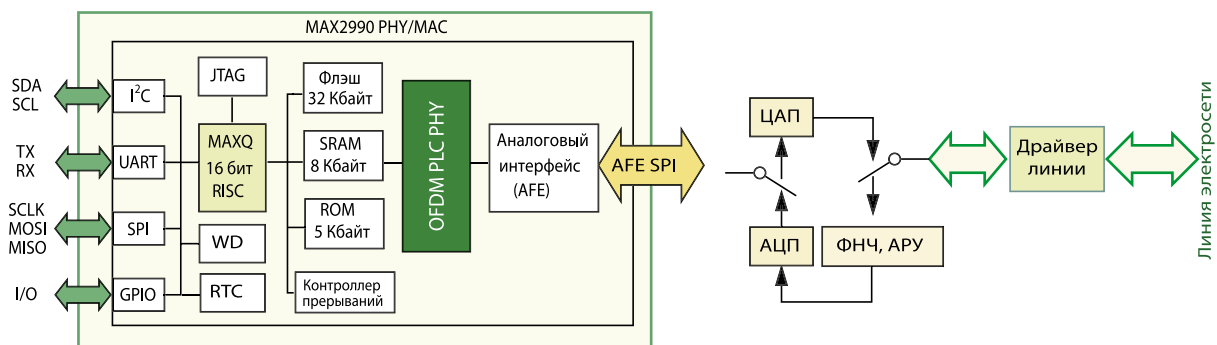 MAX2990 PHY/MAC
SDA
SCL
I²C
JTAG
Флэш
32 Кбайт
TX
RX
UART
MAXQ
16 бит
RISC
SRAM
8 Кбайт
OFDM PLC PHY
Аналоговый
интерфейс
(AFE)
AFE SPI
SCLK
MOSI
MISO
SPI
WD
ROM
5 Кбайт
I/O
GPIO
RTC
Контроллер
прерываний
ЦАП
АЦП
ФНЧ, АРУ
Драйвер
линии
Линия электросети